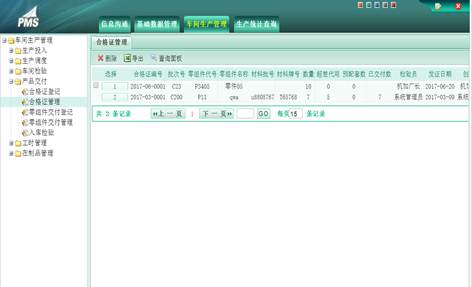 PMS
信息沟通 基础数据管理 车间生产管理 生产统计查询
车间生产管理
生产投入
生产调度
车间检验
产品交付
合格证登记
合格证管理
零组件交付登记
零组件交付管理
入库检验
工时管理
在制品管理
合格证管理
删除 导出 查询面板
选择 合格证编号 批次号 零组件代号 零组件名称 材料批号 材料牌号 数量 超差代用 预配套数 已交付数 检验员 发证日期 创
1 2017-06-0001 C23 P3403 零件05 10 0 0 机加厂长 2017-06-20 机
2 2017-03-0001 C200 P11 qwa 7 5 0 7 系统管理员 2017-03-09 系统
共 2 条记录 上一页 1 下一页 GO 每页 15 条记录